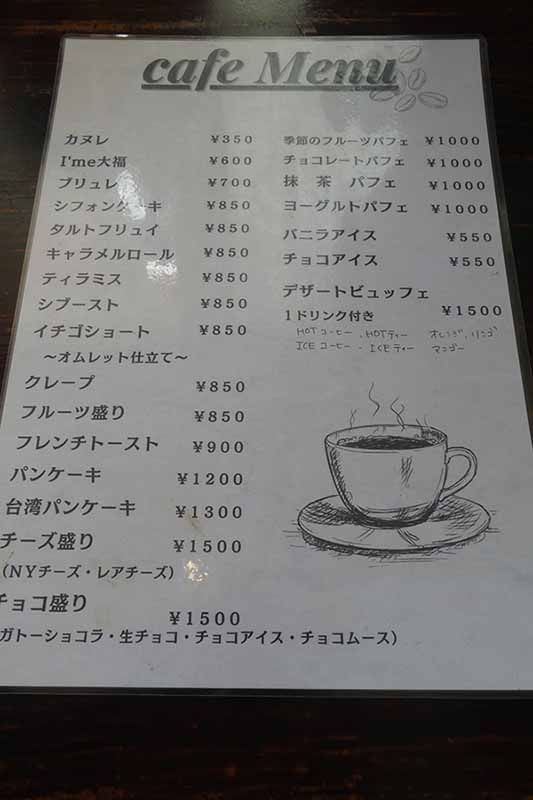 cafe Menu
カヌレ ¥350
I'me大福 ¥600
ブリュレ ¥700
シフォンケーキ ¥850
タルトフリュイ ¥850
キャラメルロール ¥850
ティラミス ¥850
シブースト ¥850
イチゴショート ¥850
～オムレット仕立て～
クレープ ¥850
フルーツ盛り ¥850
フレンチトースト ¥900
パンケーキ ¥1200
台湾パンケーキ ¥1300
チーズ盛り ¥1500
（NYチーズ・レアチーズ）
チョコ盛り ¥1500
ガトーショコラ・生チョコ・チョコアイス・チョコムース）
季節のフルーツパフェ ¥1000
チョコレートパフェ ¥1000
抹 茶 パフェ ¥1000
ヨーグルトパフェ ¥1000
バニラアイス ¥550
チョコアイス ¥550
デザートビュッフェ
1ドリンク付き ¥1500
HOTコーヒー . HOTティー オレンジ . リンゴ
ICEコーヒー . ICEティー マンゴー